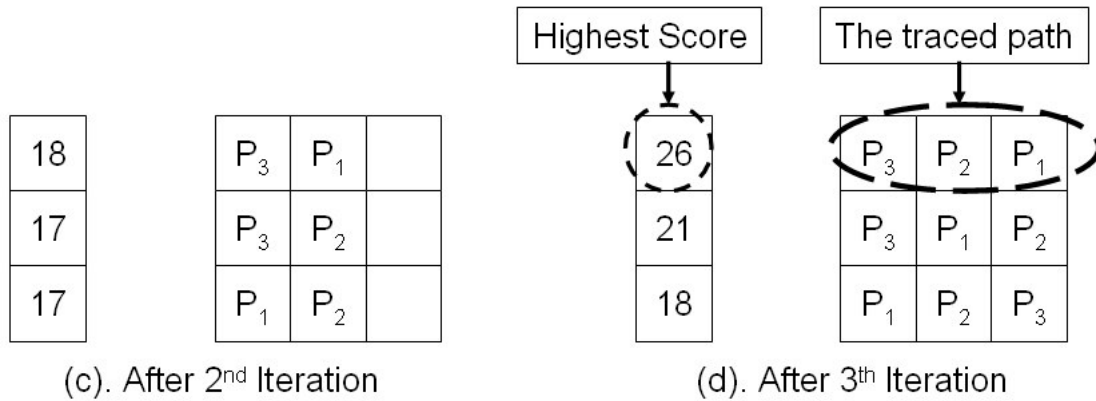 Highest Score The traced path
18 P₃ P₁ 26 P₃ P₂ P₁
17 P₃ P₂ 21 P₃ P₁ P₂
17 P₁ P₂ 18 P₁ P₂ P₃
(c). After 2ⁿᵈ Iteration (d). After 3ᵗʰ Iteration